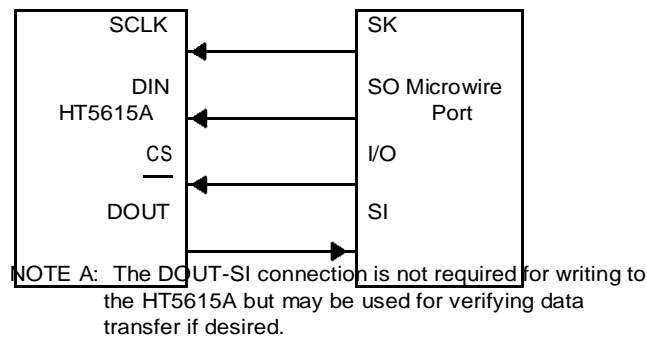 SCLK SK
DIN SO Microwire
HT5615A Port
CS I/O
DOUT SI
NOTE A: The DOUT-SI connection is not required for writing to
the HT5615A but may be used for verifying data
transfer if desired.